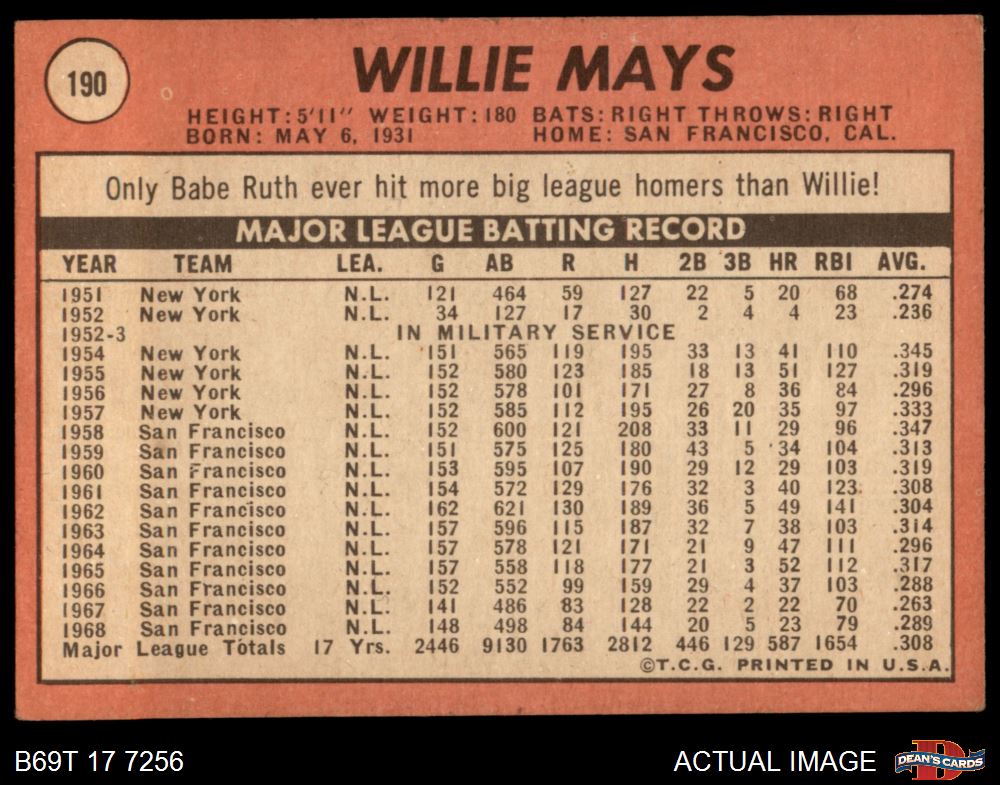 190
WILLIE MAYS
HEIGHT: 5'11" WEIGHT: 180 BATS: RIGHT THROWS: RIGHT
BORN: MAY 6, 1931 HOME: SAN FRANCISCO, CAL.
Only Babe Ruth ever hit more big league homers than Willie!
MAJOR LEAGUE BATTING RECORD
YEAR TEAM LEA. G AB R H 2B 3B HR RBI AVG.
1951 New York N.L. 121 464 59 127 22 5 20 68 .274
1952 New York N.L. 34 127 17 30 2 4 4 23 .236
1952-3 IN MILITARY SERVICE
1954 New York N.L. 151 565 119 195 33 13 41 110 .345
1955 New York N.L. 152 580 123 185 18 13 51 127 .319
1956 New York N.L. 152 578 101 171 27 8 36 84 .296
1957 New York N.L. 152 585 112 195 26 20 35 97 .333
1958 San Francisco N.L. 152 600 121 208 33 11 29 96 .347
1959 San Francisco N.L. 151 575 125 180 43 5 34 104 .313
1960 San Francisco N.L. 153 595 107 190 29 12 29 103 .319
1961 San Francisco N.L. 154 572 129 176 32 3 40 123 .308
1962 San Francisco N.L. 162 621 130 189 36 5 49 141 .304
1963 San Francisco N.L. 157 596 115 187 32 7 38 103 .314
1964 San Francisco N.L. 157 578 121 171 21 9 47 111 .296
1965 San Francisco N.L. 157 558 118 177 21 3 52 112 .317
1966 San Francisco N.L. 152 552 99 159 29 4 37 103 .288
1967 San Francisco N.L. 141 486 83 128 22 2 22 70 .263
1968 San Francisco N.L. 148 498 84 144 20 5 23 79 .289
Major League Totals 17 Yrs. 2446 9130 1763 2812 446 129 587 1654 .308
©T.C.G. PRINTED IN U.S.A.
B69T 17 7256 ACTUAL IMAGE
D
DEAN'S CARDS